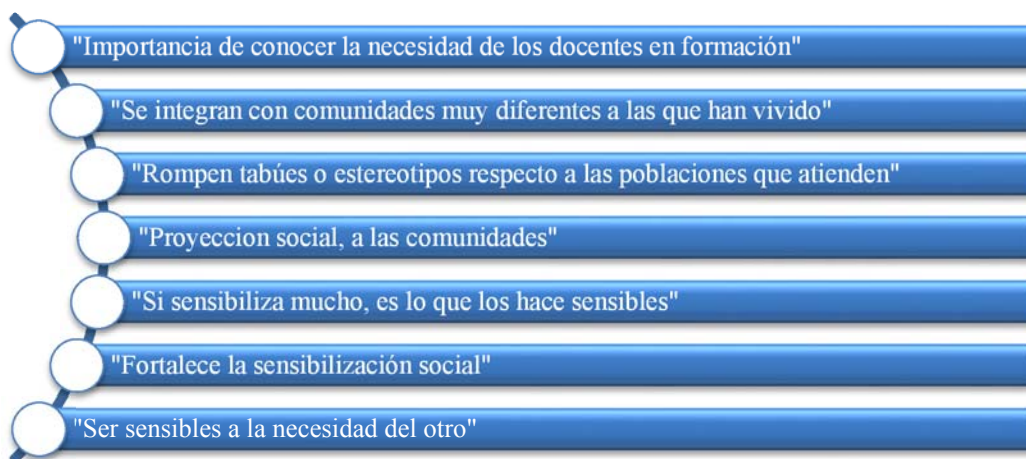 "Importancia de conocer la necesidad de los docentes en formación"
"Se integran con comunidades muy diferentes a las que han vivido"
"Rompen tabúes o estereotipos respecto a las poblaciones que atienden"
"Proyeccion social, a las comunidades"
"Si sensibiliza mucho, es lo que los hace sensibles"
"Fortalece la sensibilización social"
"Ser sensibles a la necesidad del otro"